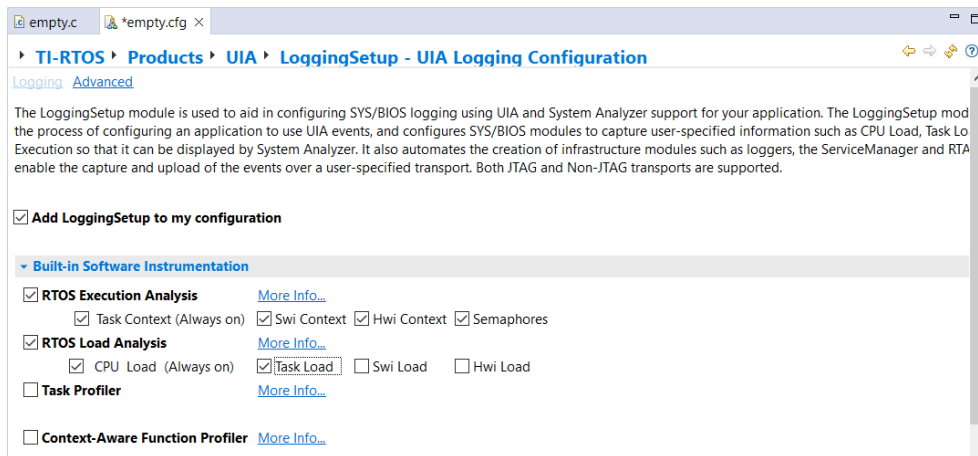 empty.c *empty.cfg
TI-RTOS Products UIA LoggingSetup - UIA Logging Configuration
Logging Advanced
The LoggingSetup module is used to aid in configuring SYS/BIOS logging using UIA and System Analyzer support for your application. The LoggingSetup mod
the process of configuring an application to use UIA events, and configures SYS/BIOS modules to capture user-specified information such as CPU Load, Task Lo
Execution so that it can be displayed by System Analyzer. It also automates the creation of infrastructure modules such as loggers, the ServiceManager and RTA
enable the capture and upload of the events over a user-specified transport. Both JTAG and Non-JTAG transports are supported.
Add LoggingSetup to my configuration
Built-in Software Instrumentation
RTOS Execution Analysis More Info...
Task Context (Always on) Swi Context Hwi Context Semaphores
RTOS Load Analysis More Info...
CPU Load (Always on) Task Load Swi Load Hwi Load
Task Profiler More Info...
Context-Aware Function Profiler More Info...